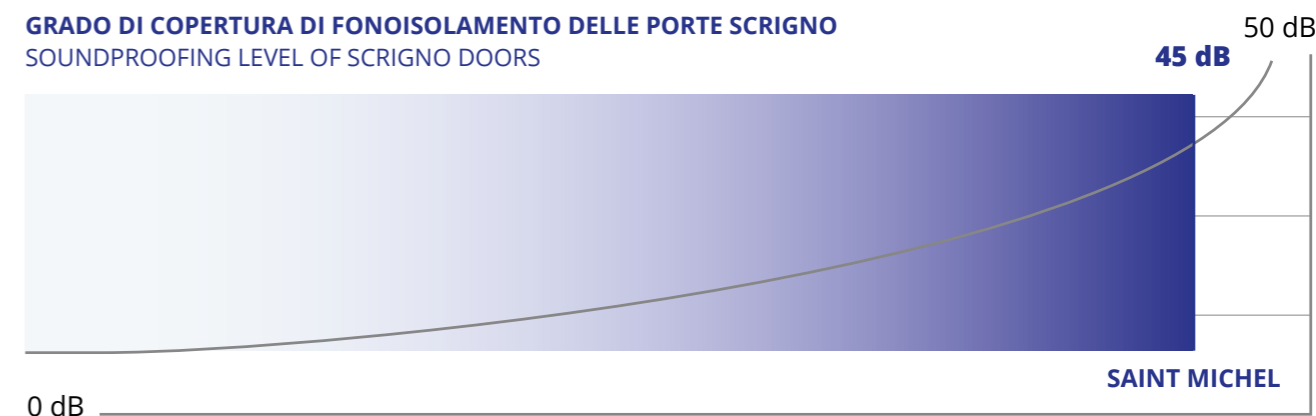 GRADO DI COPERTURA DI FONOISOLAMENTO DELLE PORTE SCRIGNO
SOUNDPROOFING LEVEL OF SCRIGNO DOORS
50 dB
45 dB
SAINT MICHEL
0 dB